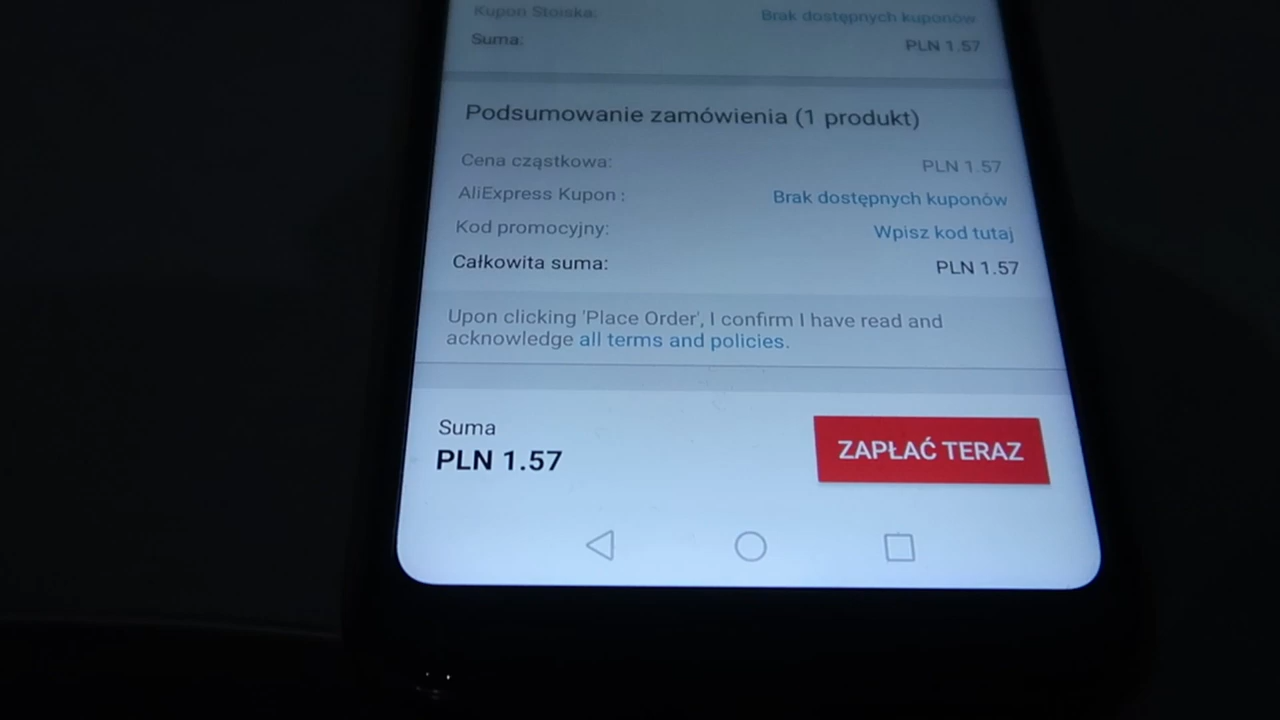 Kupon Stoiska: Brak dostępnych kuponów
Suma: PLN 1.57
Podsumowanie zamówienia (1 produkt)
Cena cząstkowa: PLN 1.57
AliExpress Kupon : Brak dostępnych kuponów
Kod promocyjny: Wpisz kod tutaj
Całkowita suma: PLN 1.57
Upon clicking 'Place Order', I confirm I have read and
acknowledge all terms and policies.
Suma
PLN 1.57
ZAPŁAĆ TERAZ